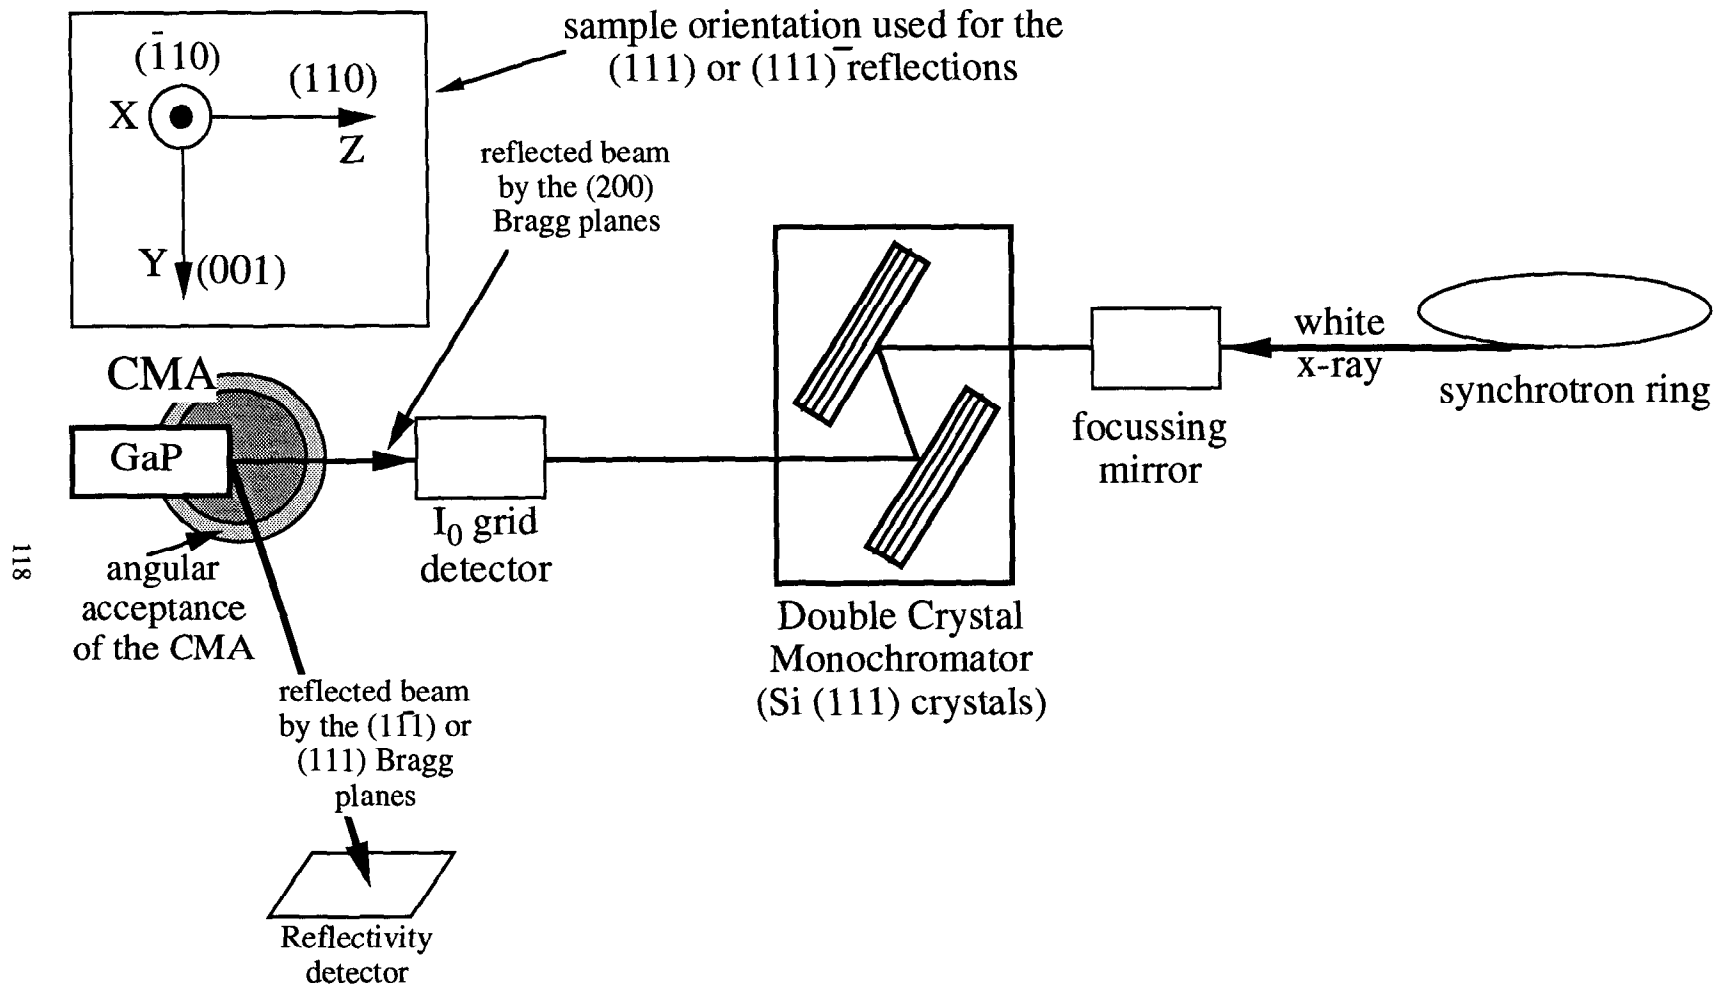 sample orientation used for the
(111) or (111)‾reflections
(1̄10)
(110)
X
Z
Y
(001)
reflected beam
by the (200)
Bragg planes
white
x-ray
synchrotron ring
focussing
mirror
CMA
GaP
I₀ grid
detector
angular
acceptance
of the CMA
118
Double Crystal
Monochromator
(Si (111) crystals)
reflected beam
by the (11̄1) or
(111) Bragg
planes
Reflectivity
detector